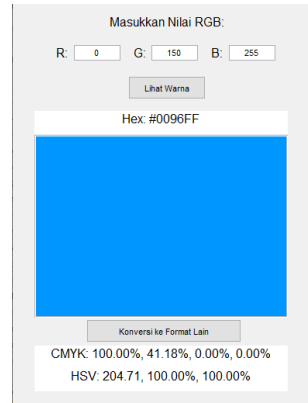 Masukkan Nilai RGB:
R: 0 G: 150 B: 255
Lihat Warna
Hex: #0096FF
Konversi ke Format Lain
CMYK: 100.00%, 41.18%, 0.00%, 0.00%
HSV: 204.71, 100.00%, 100.00%